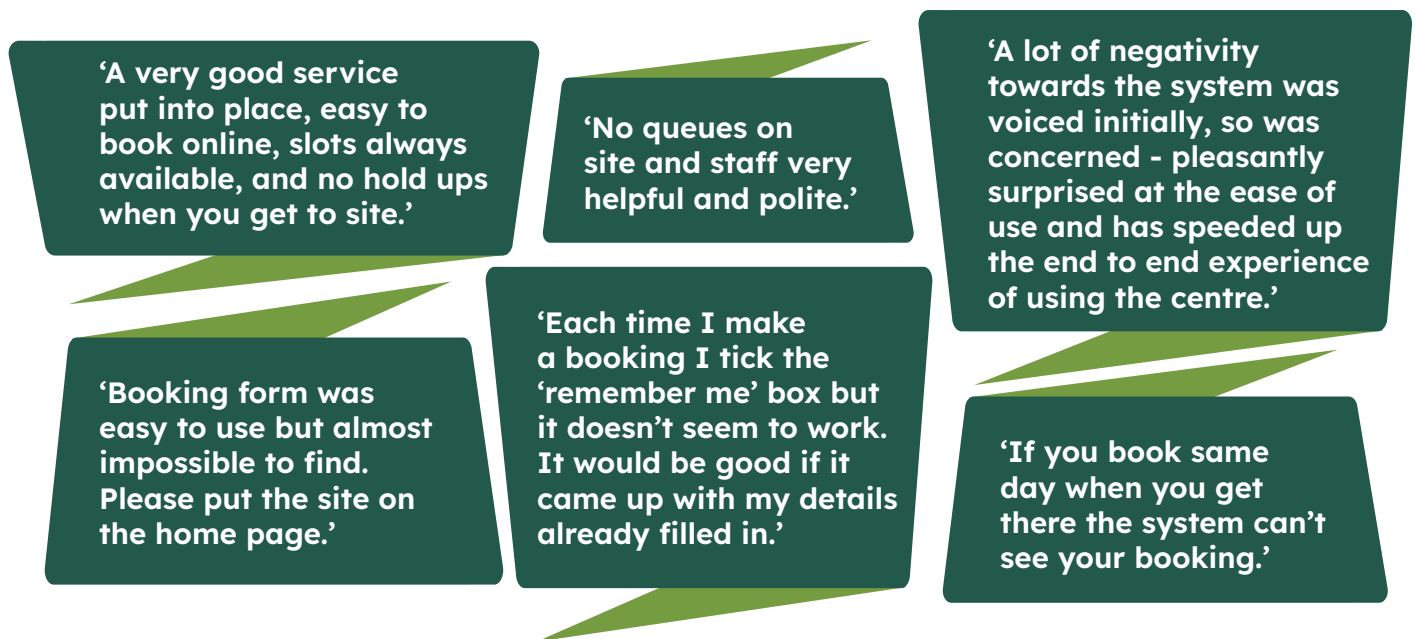 ‘A very good service
put into place, easy to
book online, slots always
available, and no hold ups
when you get to site.’
‘No queues on
site and staff very
helpful and polite.’
‘A lot of negativity
towards the system was
voiced initially, so was
concerned - pleasantly
surprised at the ease of
use and has speeded up
the end to end experience
of using the centre.’
‘Booking form was
easy to use but almost
impossible to find.
Please put the site on
the home page.’
‘Each time I make
a booking I tick the
‘remember me’ box but
it doesn’t seem to work.
It would be good if it
came up with my details
already filled in.’
‘If you book same
day when you get
there the system can’t
see your booking.’